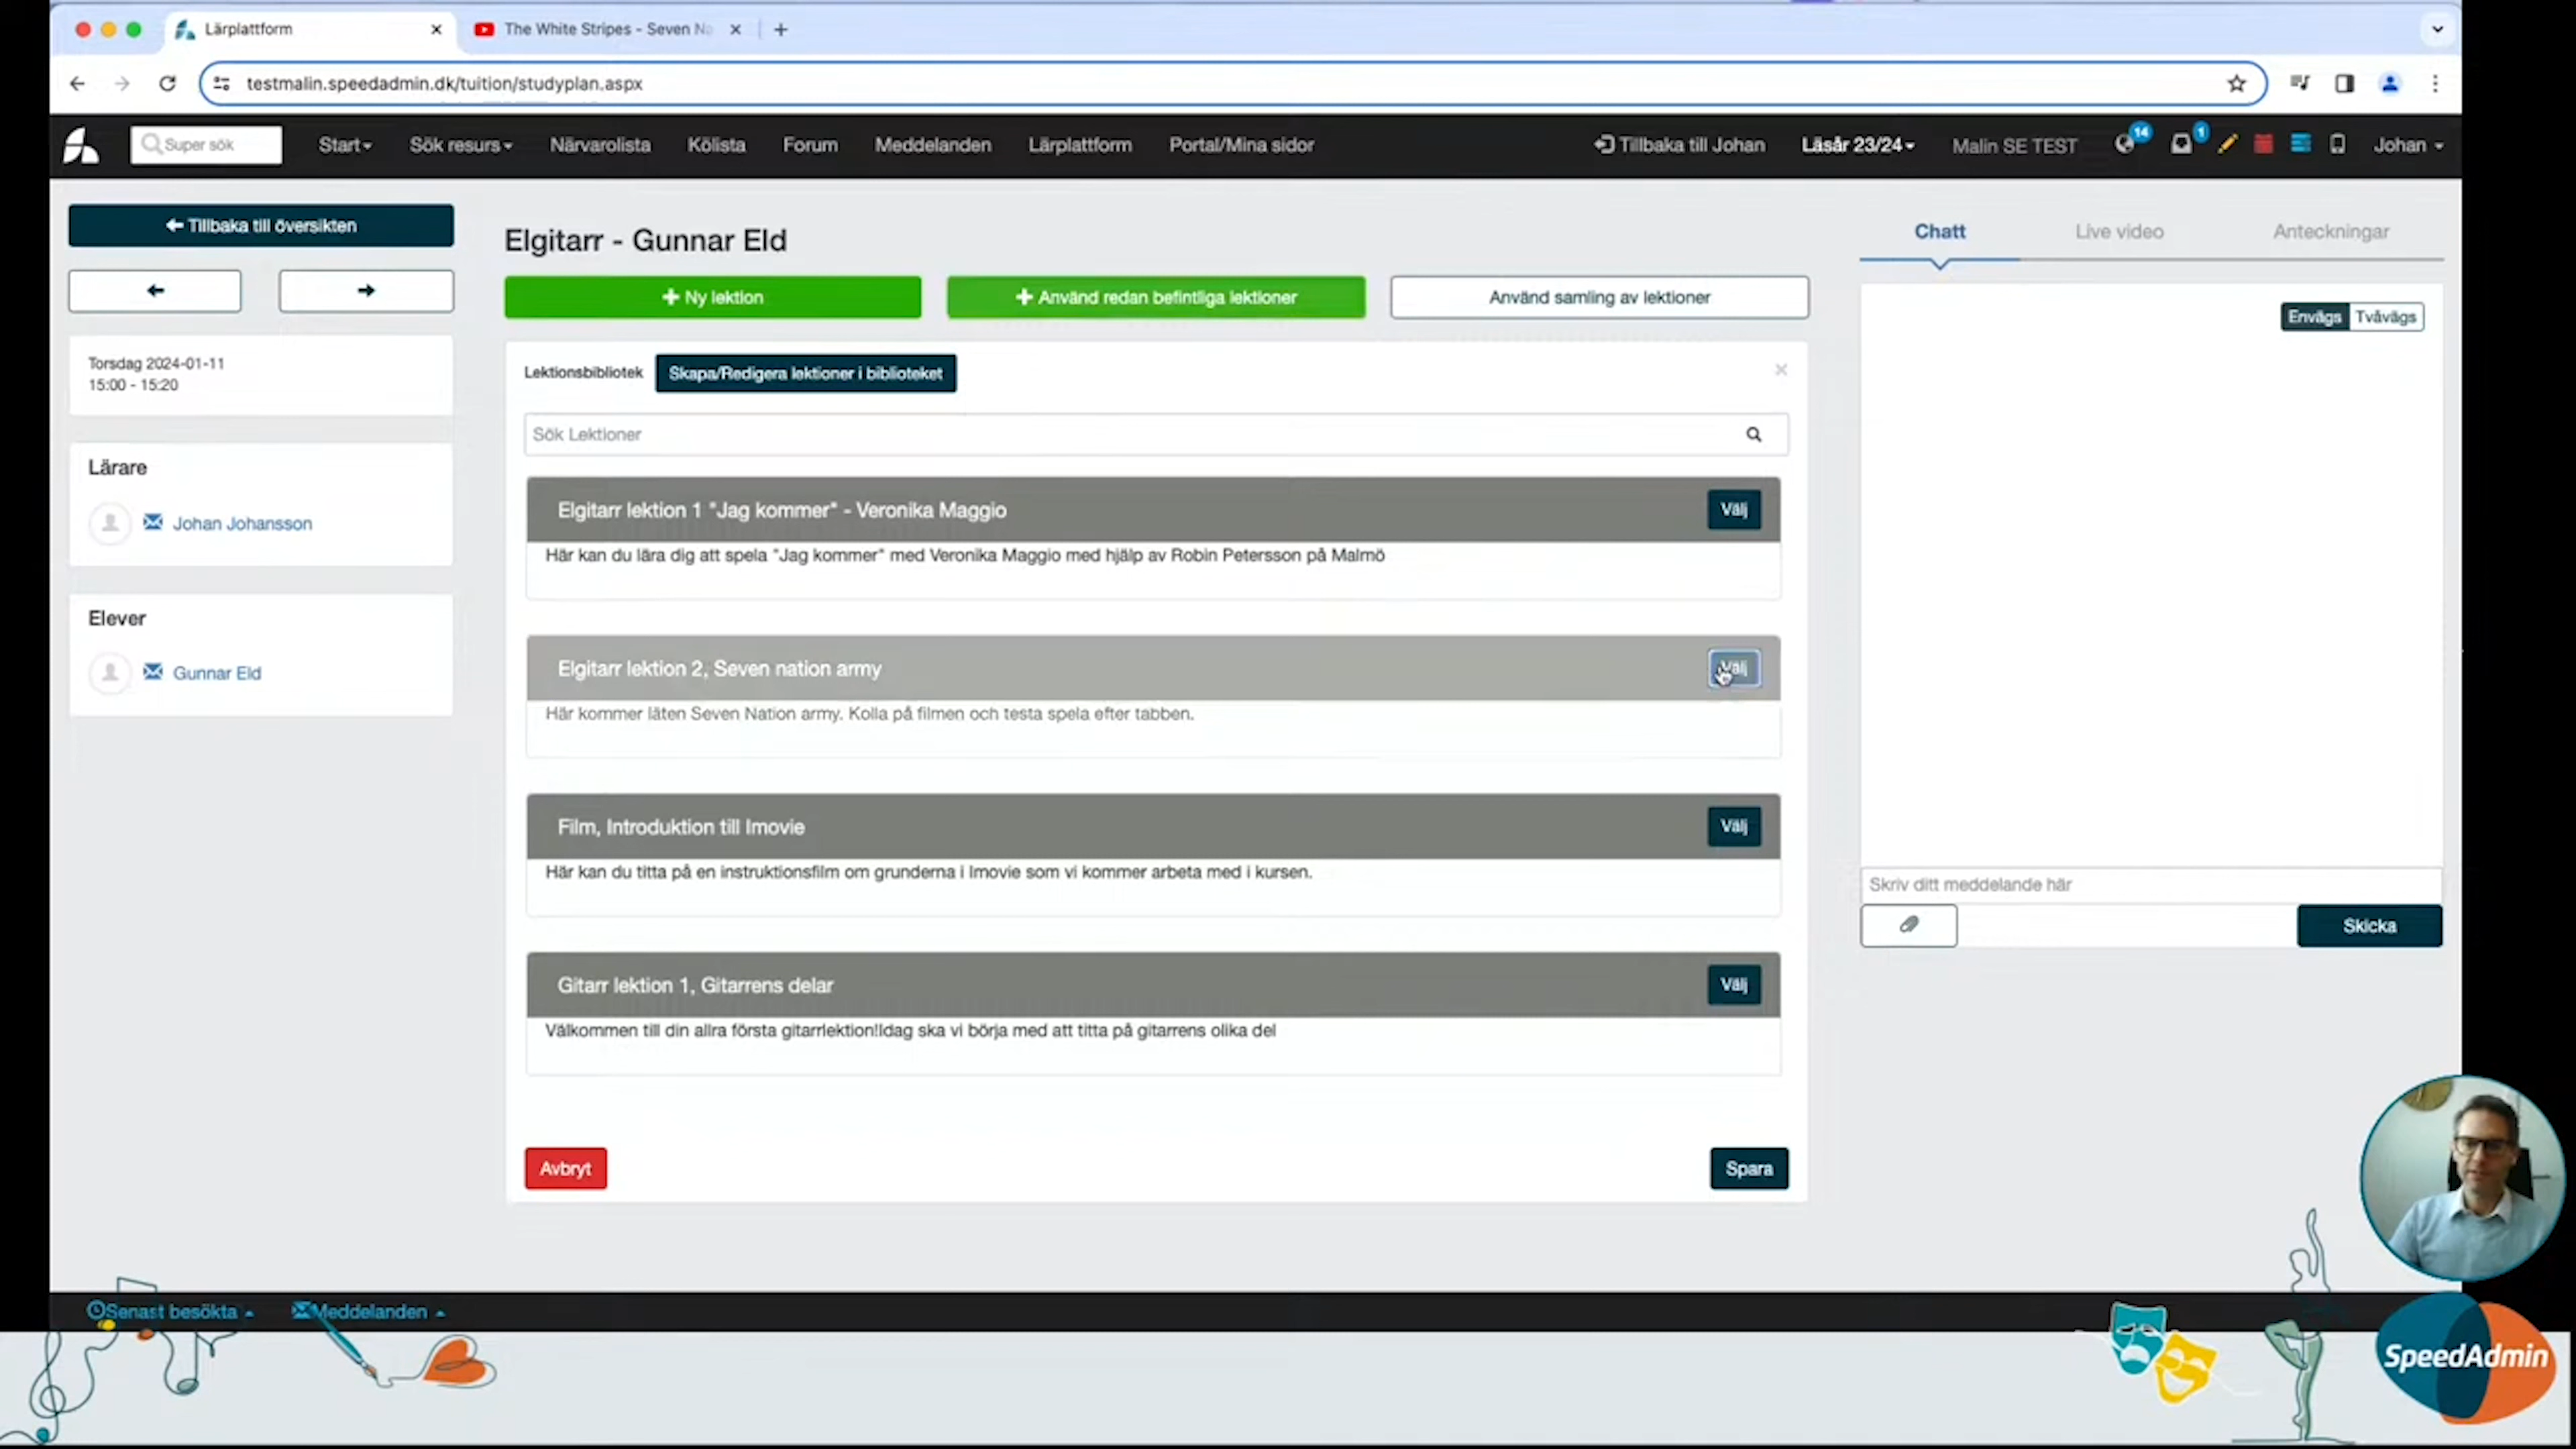 Lärplattform
The White Stripes - Seven Na
testmalin.speedadmin.dk/tuition/studyplan.aspx
Super sök
Start
Sök resurs
Närvarolista
Kölista
Forum
Meddelanden
Lärplattform
Portal/Mina sidor
Tillbaka till Johan
Läsår 23/24
Malin SE TEST
14
1
Johan
Tillbaka till översikten
Torsdag 2024-01-11
15:00 - 15:20
Lärare
Johan Johansson
Elever
Gunnar Eld
Elgitarr - Gunnar Eld
+ Ny lektion
+ Använd redan befintliga lektioner
Använd samling av lektioner
Lektionsbibliotek
Skapa/Redigera lektioner i biblioteket
×
Sök Lektioner
Elgitarr lektion 1 "Jag kommer" - Veronika Maggio
Välj
Här kan du lära dig att spela "Jag kommer" med Veronika Maggio med hjälp av Robin Petersson på Malmö
Elgitarr lektion 2, Seven nation army
Välj
Här kommer låten Seven Nation army. Kolla på filmen och testa spela efter tabben.
Film, Introduktion till Imovie
Välj
Här kan du titta på en instruktionsfilm om grunderna i Imovie som vi kommer arbeta med i kursen.
Gitarr lektion 1, Gitarrens delar
Välj
Välkommen till din allra första gitarrlektion!Idag ska vi börja med att titta på gitarrens olika del
Avbryt
Spara
Chatt
Live video
Anteckningar
Envägs
Tvåvägs
Skriv ditt meddelande här
Skicka
Senast besökta
Meddelanden
SpeedAdmin